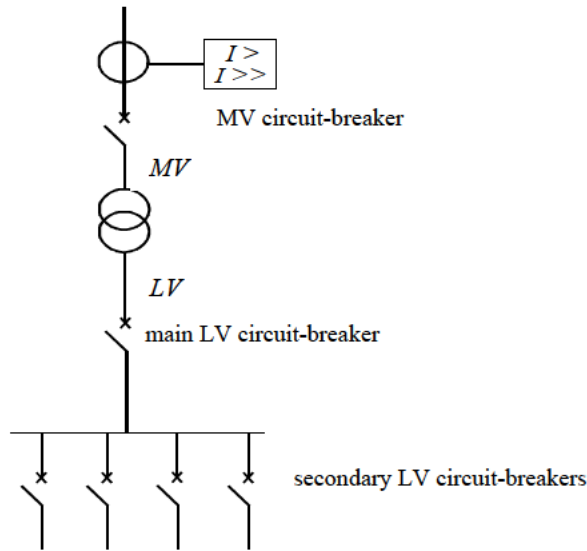 I >
I >>
MV circuit-breaker
MV
LV
main LV circuit-breaker
secondary LV circuit-breakers